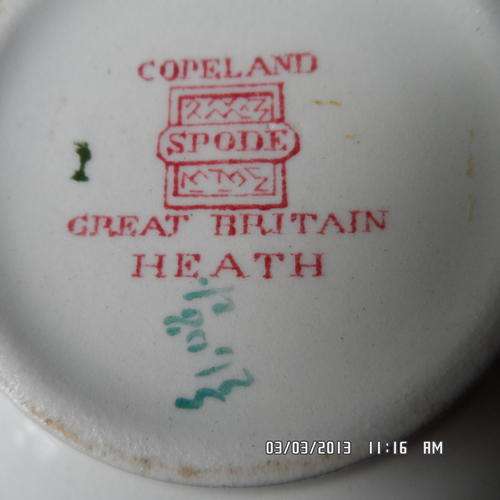 COPELAND
SPODE
GREAT BRITAIN
HEATH
03/03/2013 11:16 AM